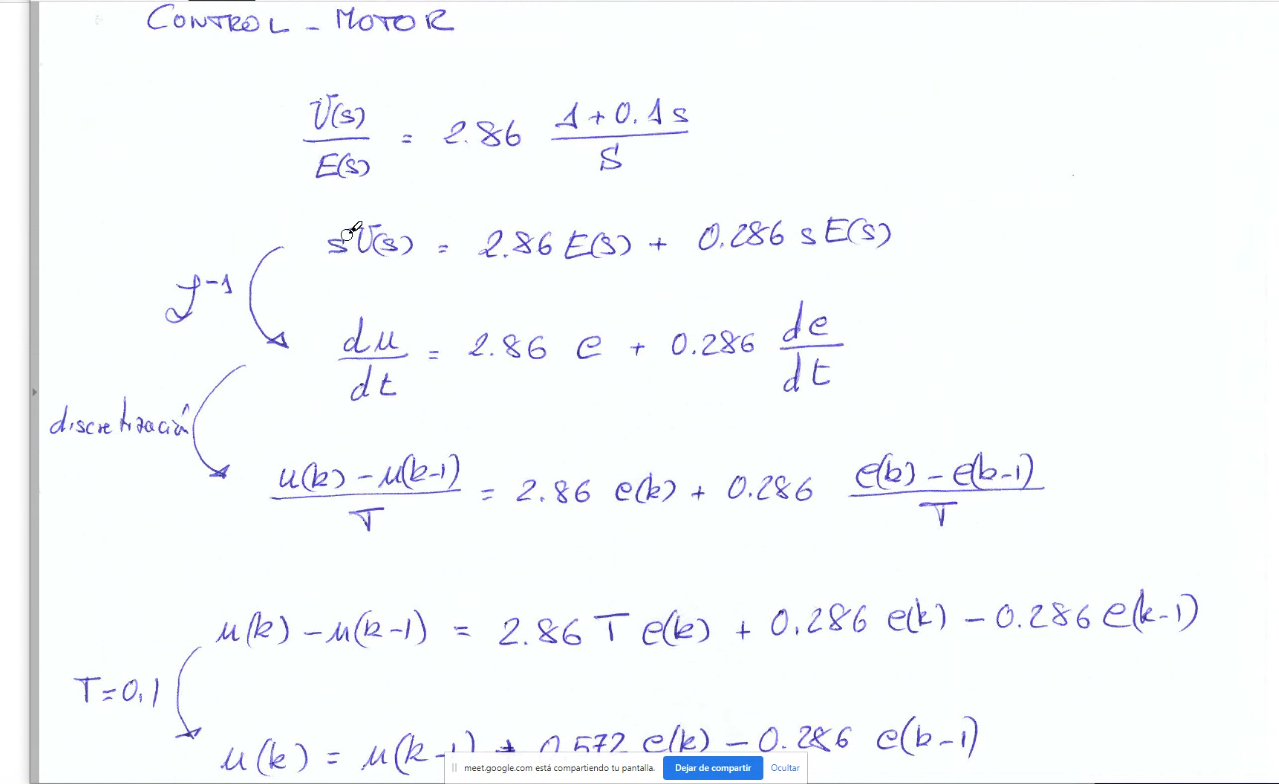 CONTROL - MOTOR
U(s)/E(s) = 2.86 (1 + 0.1s)/s
sU(s) = 2.86 E(s) + 0.286 s E(s)
ℒ⁻¹
du/dt = 2.86 e + 0.286 de/dt
discretización
(u(k) - u(k-1))/T = 2.86 e(k) + 0.286 (e(k) - e(k-1))/T
u(k) - u(k-1) = 2.86 T e(k) + 0.286 e(k) - 0.286 e(k-1)
T=0,1
u(k) = u(k-1) + 0.572 e(k) - 0.286 e(k-1)
meet.google.com está compartiendo tu pantalla. Dejar de compartir Ocultar